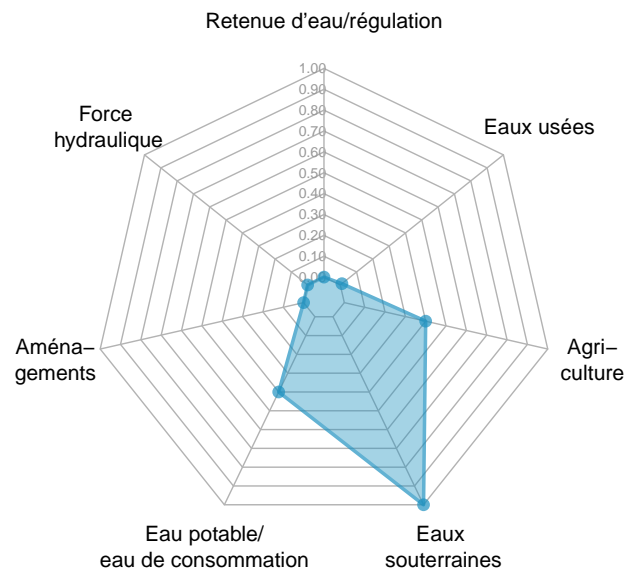 Retenue d'eau/régulation
Force
hydraulique
Eaux usées
1.00
0.90
0.80
0.70
0.60
0.50
0.40
0.30
0.20
0.10
0.00
Aména–
gements
Agri–
culture
Eau potable/
eau de consommation
Eaux
souterraines